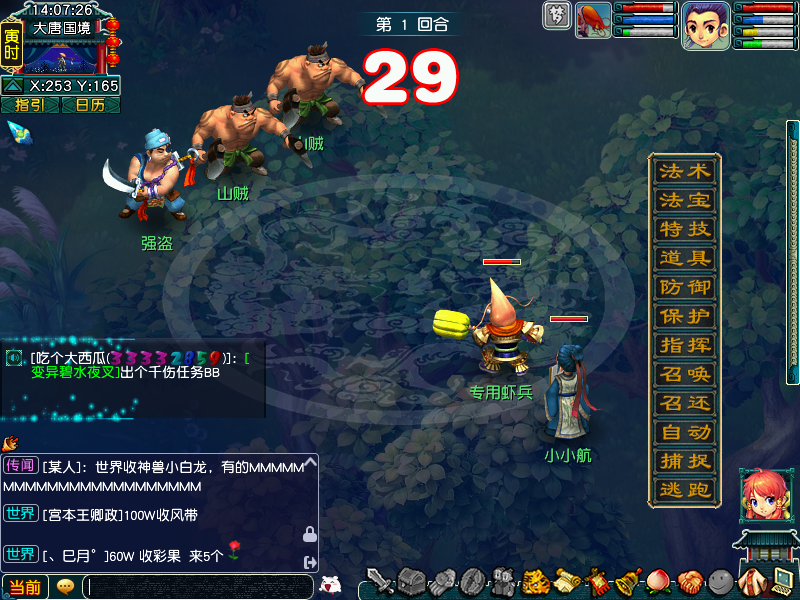 14:07:26
大唐国境
寅时
X:253 Y:165
指引 日历
第 1 回合
29
梦
贼
山贼
强盗
专用虾兵
小小航
法术
法宝
特技
道具
防御
保护
指挥
召唤
召还
自动
捕捉
逃跑
[吃个大西瓜(33332859)]: [
变异碧水夜叉]出个千伤任务BB
传闻 [某人]: 世界收神兽小白龙, 有的MMMMM
MMMMMMMMMMMMMMMMMM
世界 [宫本王卿政]100W收风带
世界 [、巳月°]60W 收彩果 来5个
当前